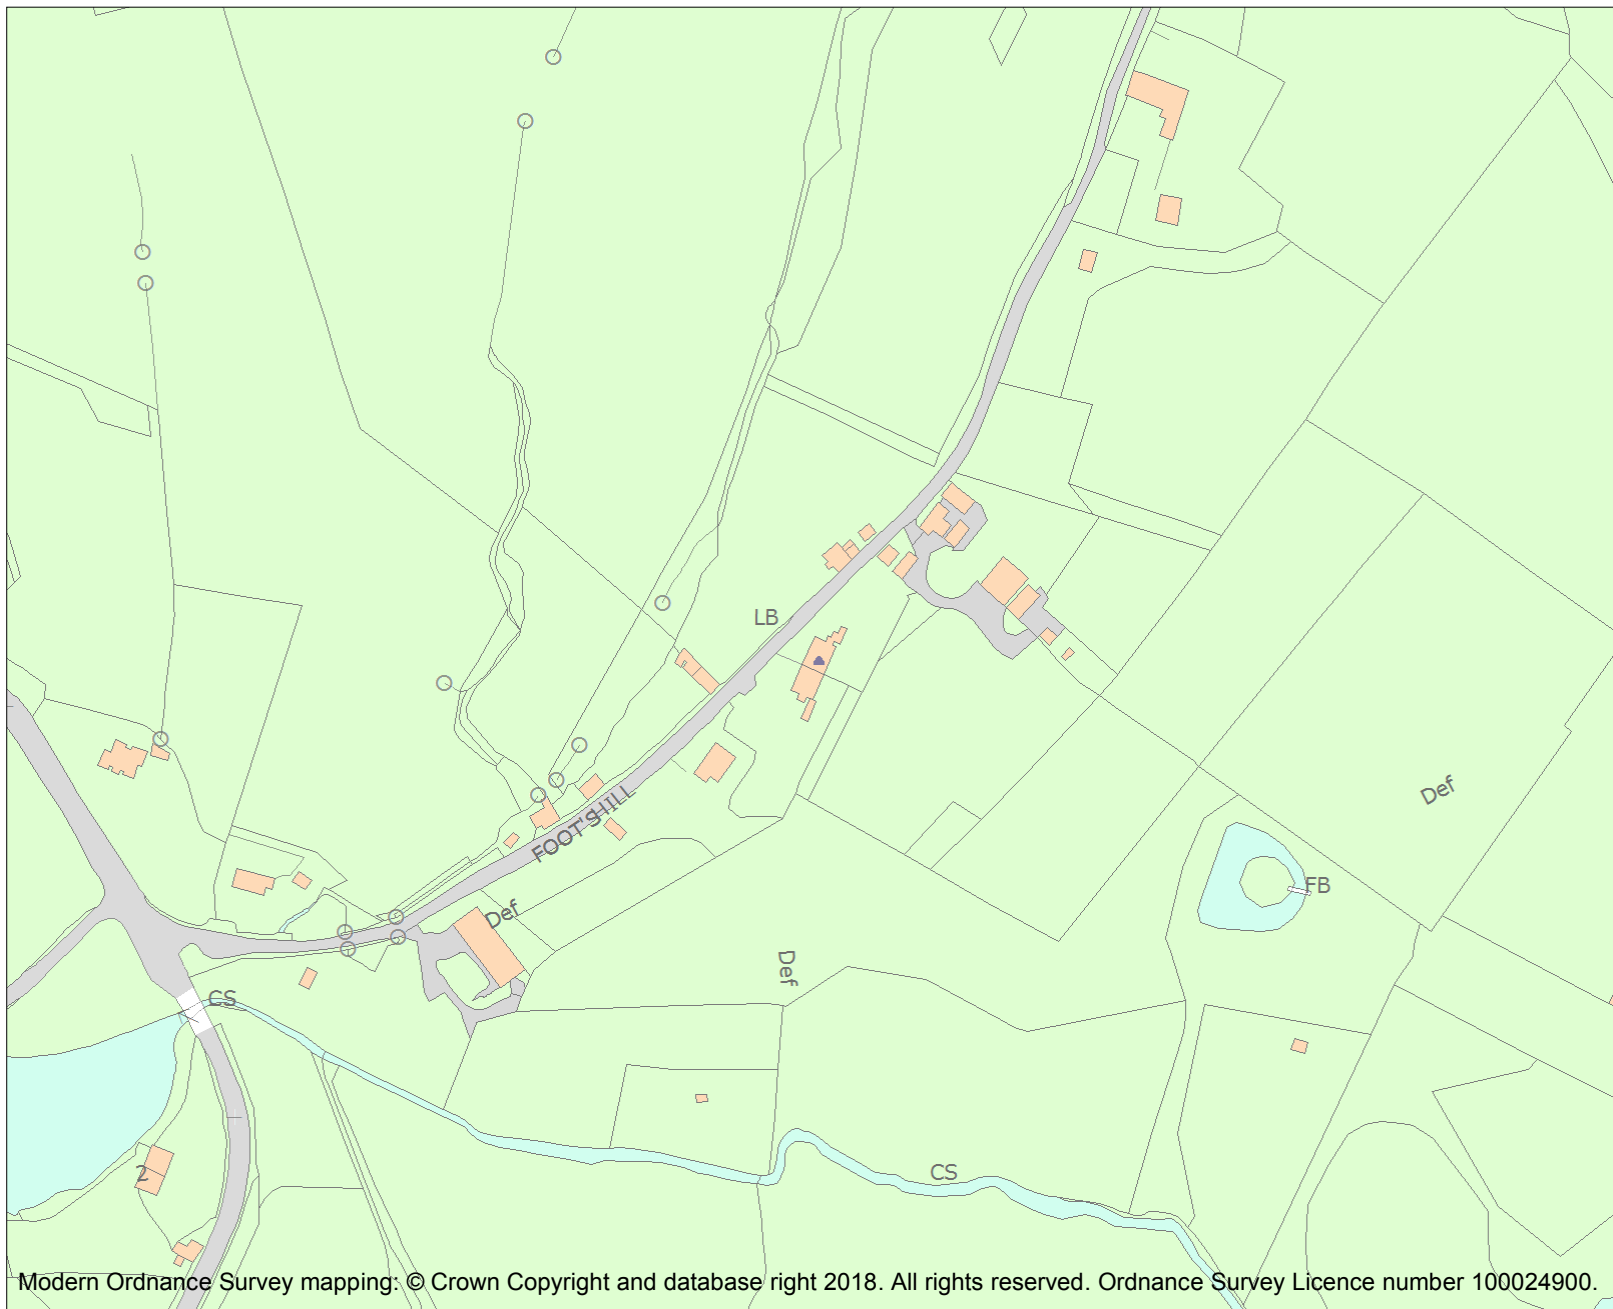 LB
Def
FOOT'S HILL
FB
Def
Def
CS
CS
2
Modern Ordnance Survey mapping: © Crown Copyright and database right 2018. All rights reserved. Ordnance Survey Licence number 100024900.